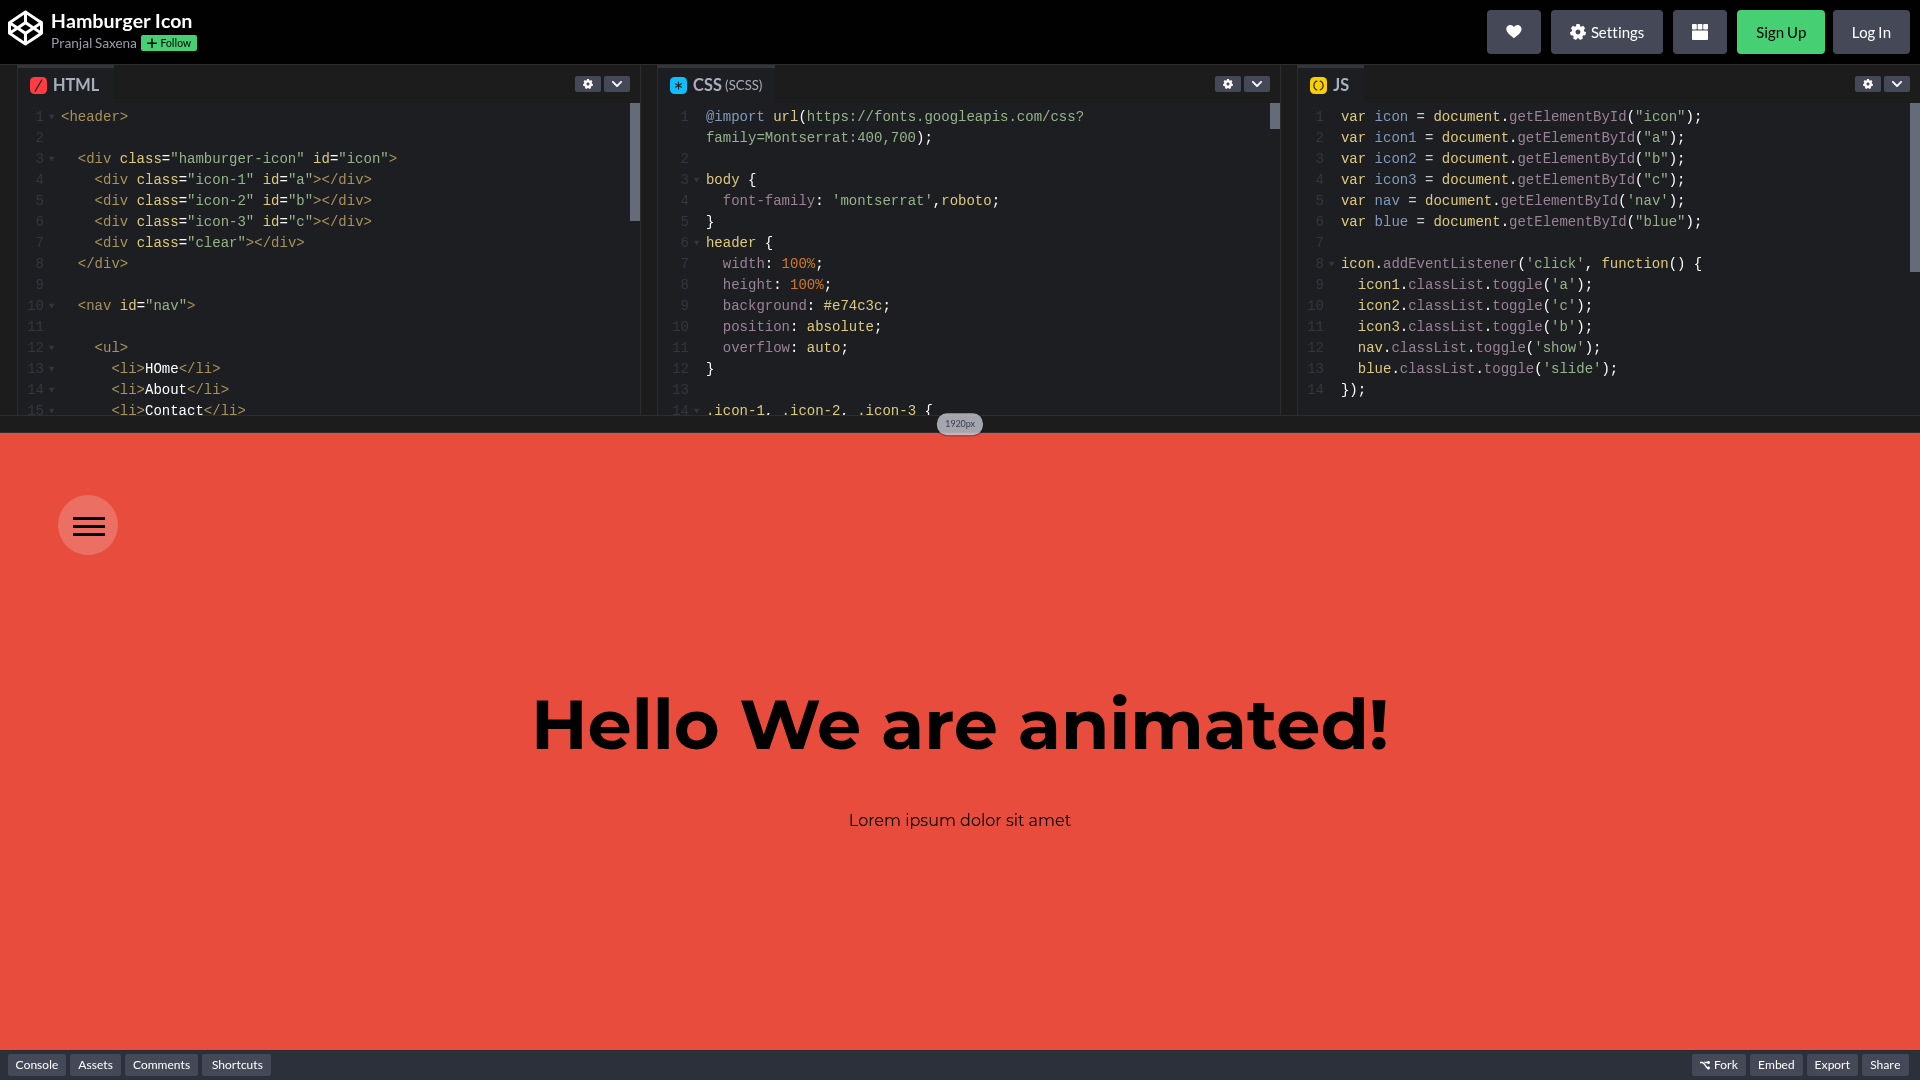 Hamburger Icon
Pranjal Saxena + Follow
Settings
Sign Up
Log In
HTML
1 <header>
2
3 <div class="hamburger-icon" id="icon">
4 <div class="icon-1" id="a"></div>
5 <div class="icon-2" id="b"></div>
6 <div class="icon-3" id="c"></div>
7 <div class="clear"></div>
8 </div>
9
10 <nav id="nav">
11
12 <ul>
13 <li>HOme</li>
14 <li>About</li>
15 <li>Contact</li>
CSS (SCSS)
1 @import url(https://fonts.googleapis.com/css?
family=Montserrat:400,700);
2
3 body {
4 font-family: 'montserrat',roboto;
5 }
6 header {
7 width: 100%;
8 height: 100%;
9 background: #e74c3c;
10 position: absolute;
11 overflow: auto;
12 }
13
14 .icon-1, .icon-2, .icon-3 {
JS
1 var icon = document.getElementById("icon");
2 var icon1 = document.getElementById("a");
3 var icon2 = document.getElementById("b");
4 var icon3 = document.getElementById("c");
5 var nav = document.getElementById('nav');
6 var blue = document.getElementById("blue");
7
8 icon.addEventListener('click', function() {
9 icon1.classList.toggle('a');
10 icon2.classList.toggle('c');
11 icon3.classList.toggle('b');
12 nav.classList.toggle('show');
13 blue.classList.toggle('slide');
14 });
1920px
Hello We are animated!
Lorem ipsum dolor sit amet
Console Assets Comments Shortcuts
Fork Embed Export Share